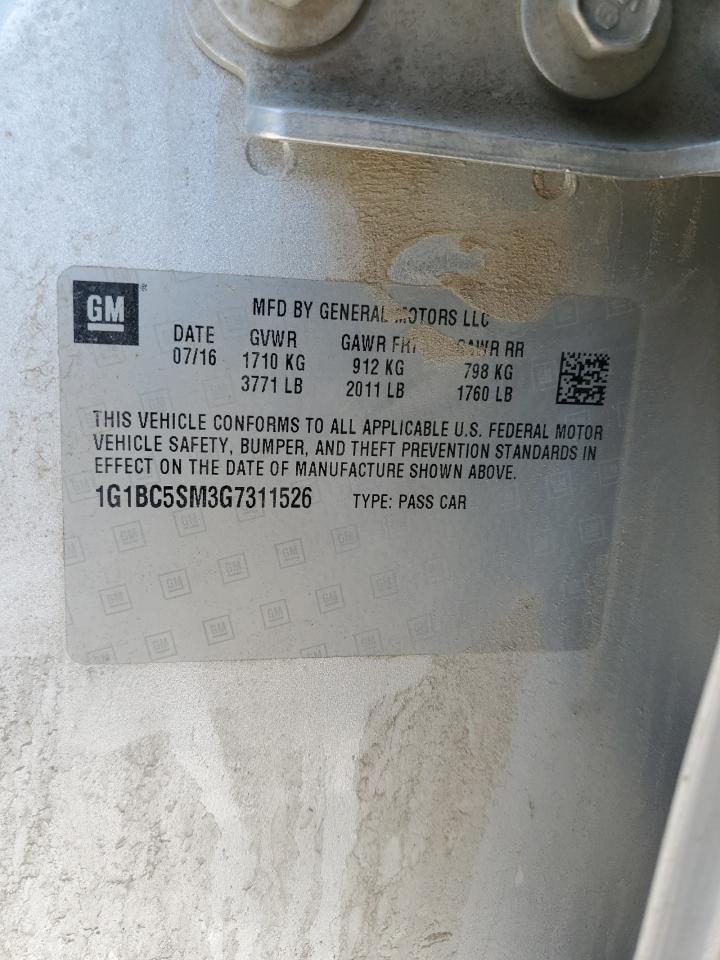 GM
MFD BY GENERAL MOTORS LLC
DATE GVWR GAWR FRT GAWR RR
07/16 1710 KG 912 KG 798 KG
3771 LB 2011 LB 1760 LB
THIS VEHICLE CONFORMS TO ALL APPLICABLE U.S. FEDERAL MOTOR
VEHICLE SAFETY, BUMPER, AND THEFT PREVENTION STANDARDS IN
EFFECT ON THE DATE OF MANUFACTURE SHOWN ABOVE.
1G1BC5SM3G7311526 TYPE: PASS CAR